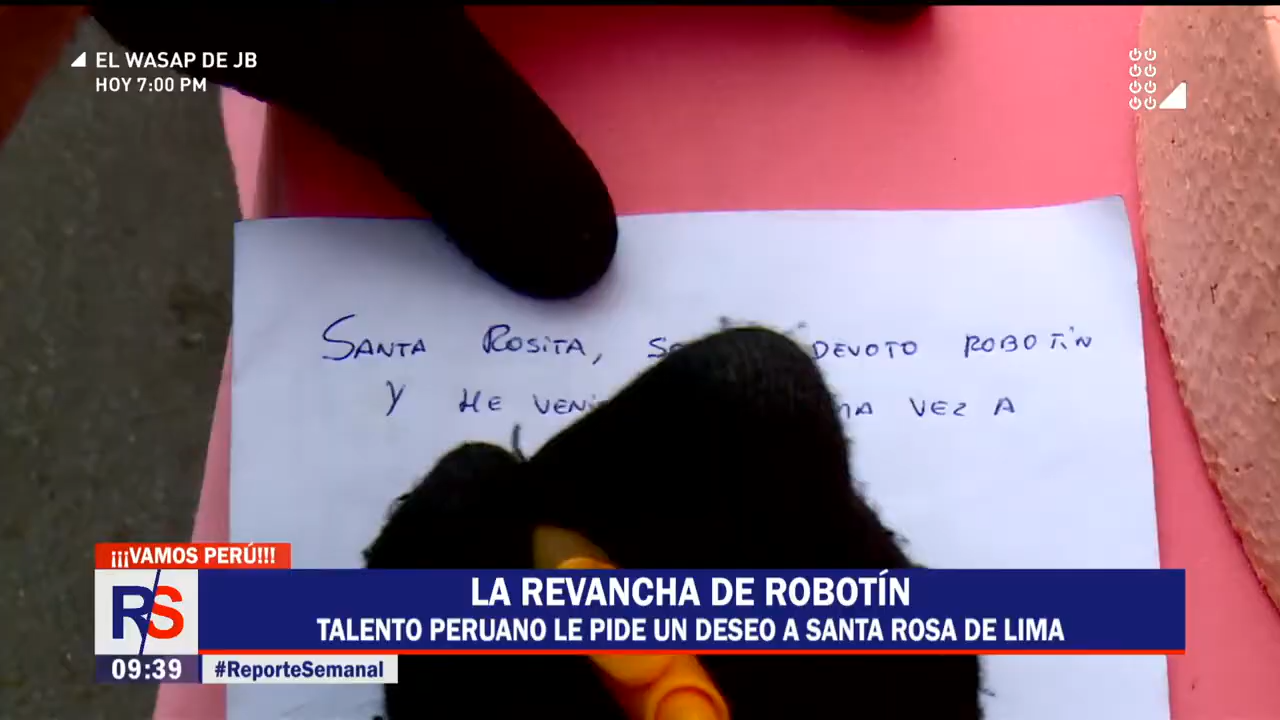 EL WASAP DE JB
HOY 7:00 PM
SANTA ROSITA, DEVOTO ROBOTÍN
Y HE VEZ A
¡¡¡VAMOS PERÚ!!!
RS
LA REVANCHA DE ROBOTÍN
TALENTO PERUANO LE PIDE UN DESEO A SANTA ROSA DE LIMA
09:39
#ReporteSemanal